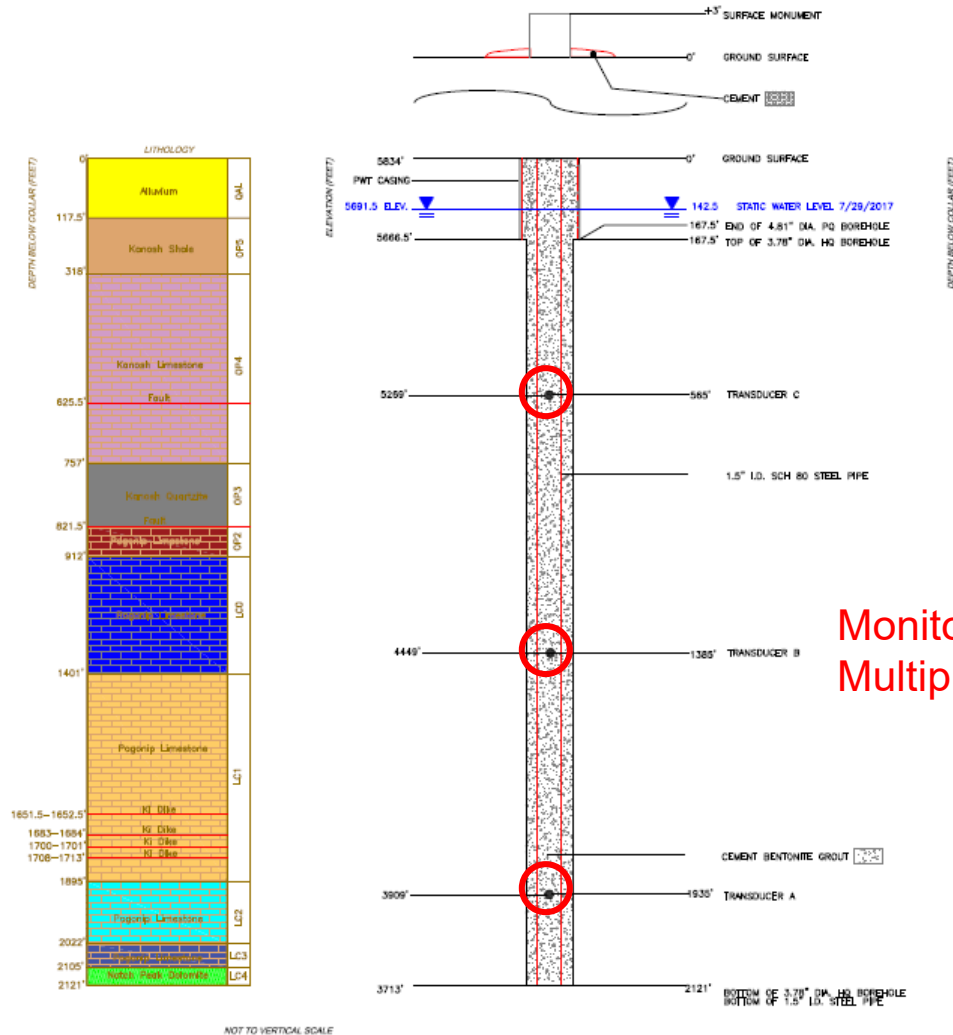 +3' SURFACE MONUMENT
0' GROUND SURFACE
CEMENT
LITHOLOGY
DEPTH BELOW COLLAR (FEET)
0'
Alluvium
QAL
117.5'
Kanosh Shale
OP5
318'
Kanosh Limestone
OP4
Fault
625.5'
757'
Kanosh Quartzite
OP3
Fault
821.5'
Pogonip Limestone
OP2
912'
Pogonip Limestone
LC0
1401'
Pogonip Limestone
LC1
1651.5-1652.5'
Ki Dike
1683-1684'
Ki Dike
1700-1701'
Ki Dike
1708-1713'
Ki Dike
1895'
Pogonip Limestone
LC2
2022'
LC3
2105'
Notch Peak Dolomite
LC4
2121'
NOT TO VERTICAL SCALE
ELEVATION (FEET)
5834'
0' GROUND SURFACE
PWT CASING
5691.5 ELEV.
142.5 STATIC WATER LEVEL 7/29/2017
167.5' END OF 4.81" DIA. PQ BOREHOLE
5666.5'
167.5' TOP OF 3.78" DIA. HQ BOREHOLE
5269'
565' TRANSDUCER C
1.5" I.D. SCH 80 STEEL PIPE
4449'
1385' TRANSDUCER B
CEMENT BENTONITE GROUT
3909'
1935' TRANSDUCER A
3713'
2121' BOTTOM OF 3.78" DIA. HQ BOREHOLE
BOTTOM OF 1.5" I.D. STEEL PIPE
Monito
Multip
DEPTH BELOW COLLAR (FEET)